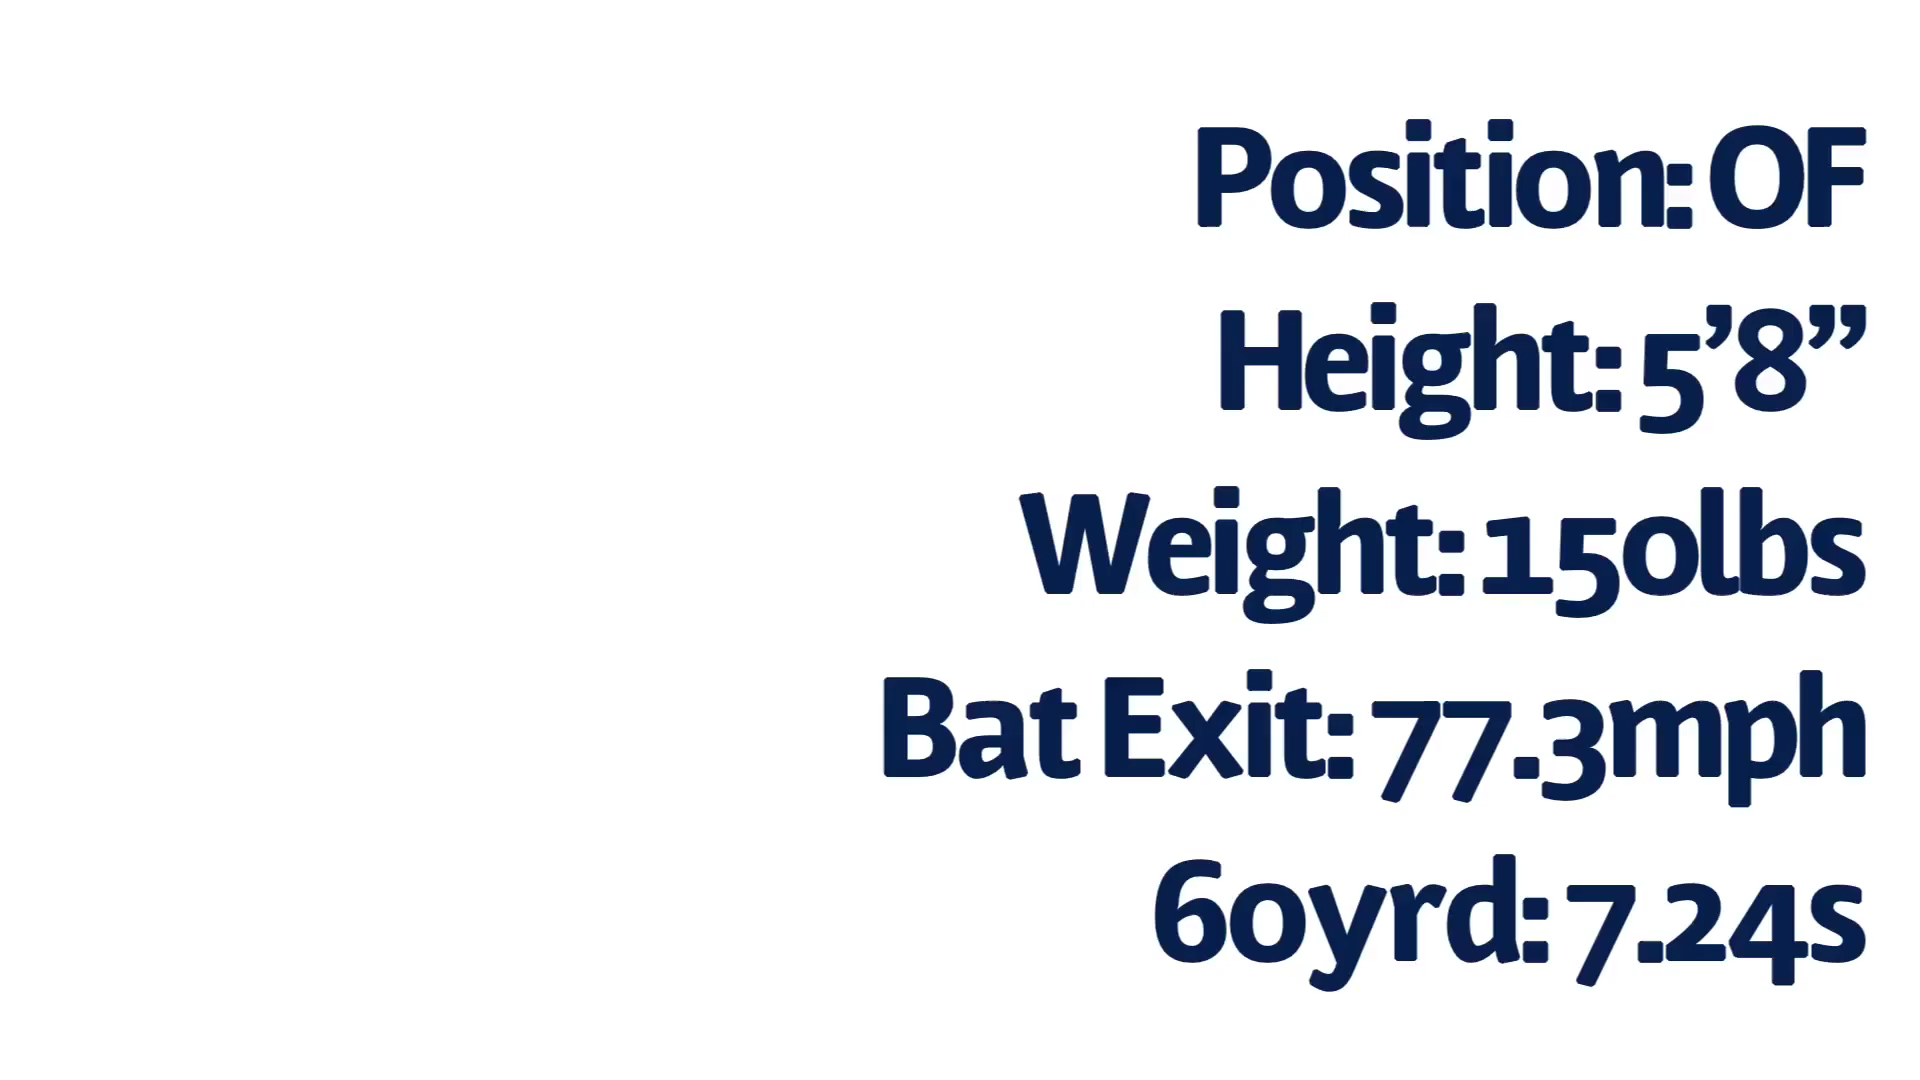 Position: OF
Height: 5’8”
Weight: 150lbs
Bat Exit: 77.3mph
60yrd: 7.24s